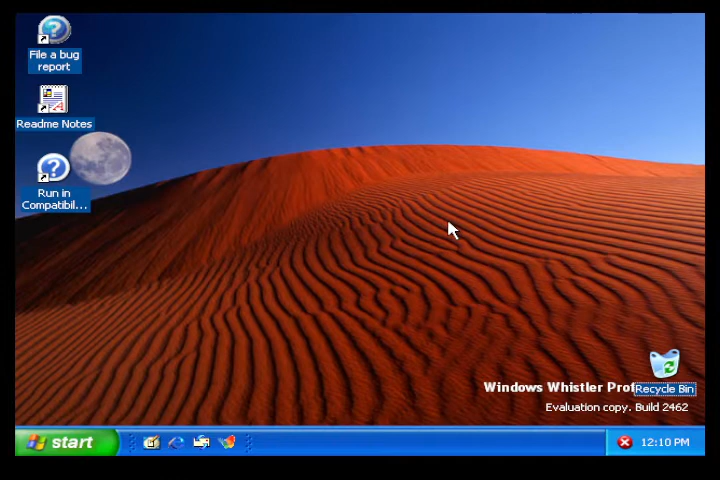 File a bug
report
Readme Notes
Run in
Compatibil...
Windows Whistler Prof
Recycle Bin
Evaluation copy. Build 2462
start
12:10 PM